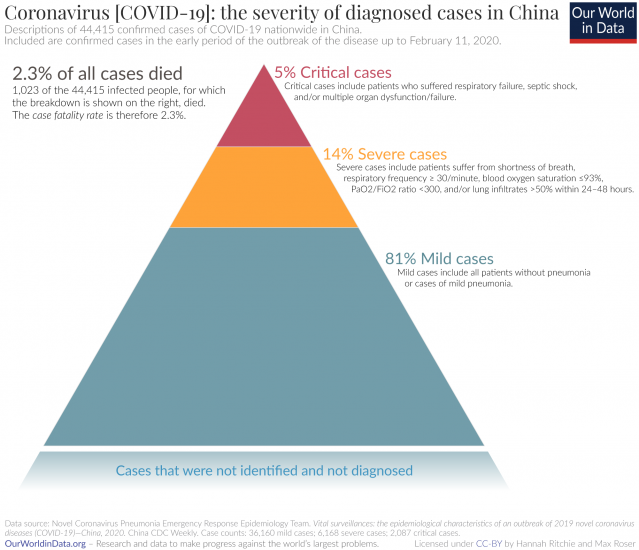 Coronavirus [COVID-19]: the severity of diagnosed cases in China
Our World
in Data
Descriptions of 44,415 confirmed cases of COVID-19 nationwide in China.
Included are confirmed cases in the early period of the outbreak of the disease up to February 11, 2020.
2.3% of all cases died
1,023 of the 44,415 infected people, for which
the breakdown is shown on the right, died.
The case fatality rate is therefore 2.3%.
5% Critical cases
Critical cases include patients who suffered respiratory failure, septic shock,
and/or multiple organ dysfunction/failure.
14% Severe cases
Severe cases include patients suffer from shortness of breath,
respiratory frequency ≥ 30/minute, blood oxygen saturation ≤93%,
PaO2/FiO2 ratio <300, and/or lung infiltrates >50% within 24–48 hours.
81% Mild cases
Mild cases include all patients without pneumonia
or cases of mild pneumonia.
Cases that were not identified and not diagnosed
Data source: Novel Coronavirus Pneumonia Emergency Response Epidemiology Team. Vital surveillances: the epidemiological characteristics of an outbreak of 2019 novel coronavirus
diseases (COVID-19)—China, 2020. China CDC Weekly. Case counts: 36,160 mild cases; 6,168 severe cases; 2,087 critical cases.
OurWorldinData.org – Research and data to make progress against the world's largest problems.
Licensed under CC-BY by Hannah Ritchie and Max Roser